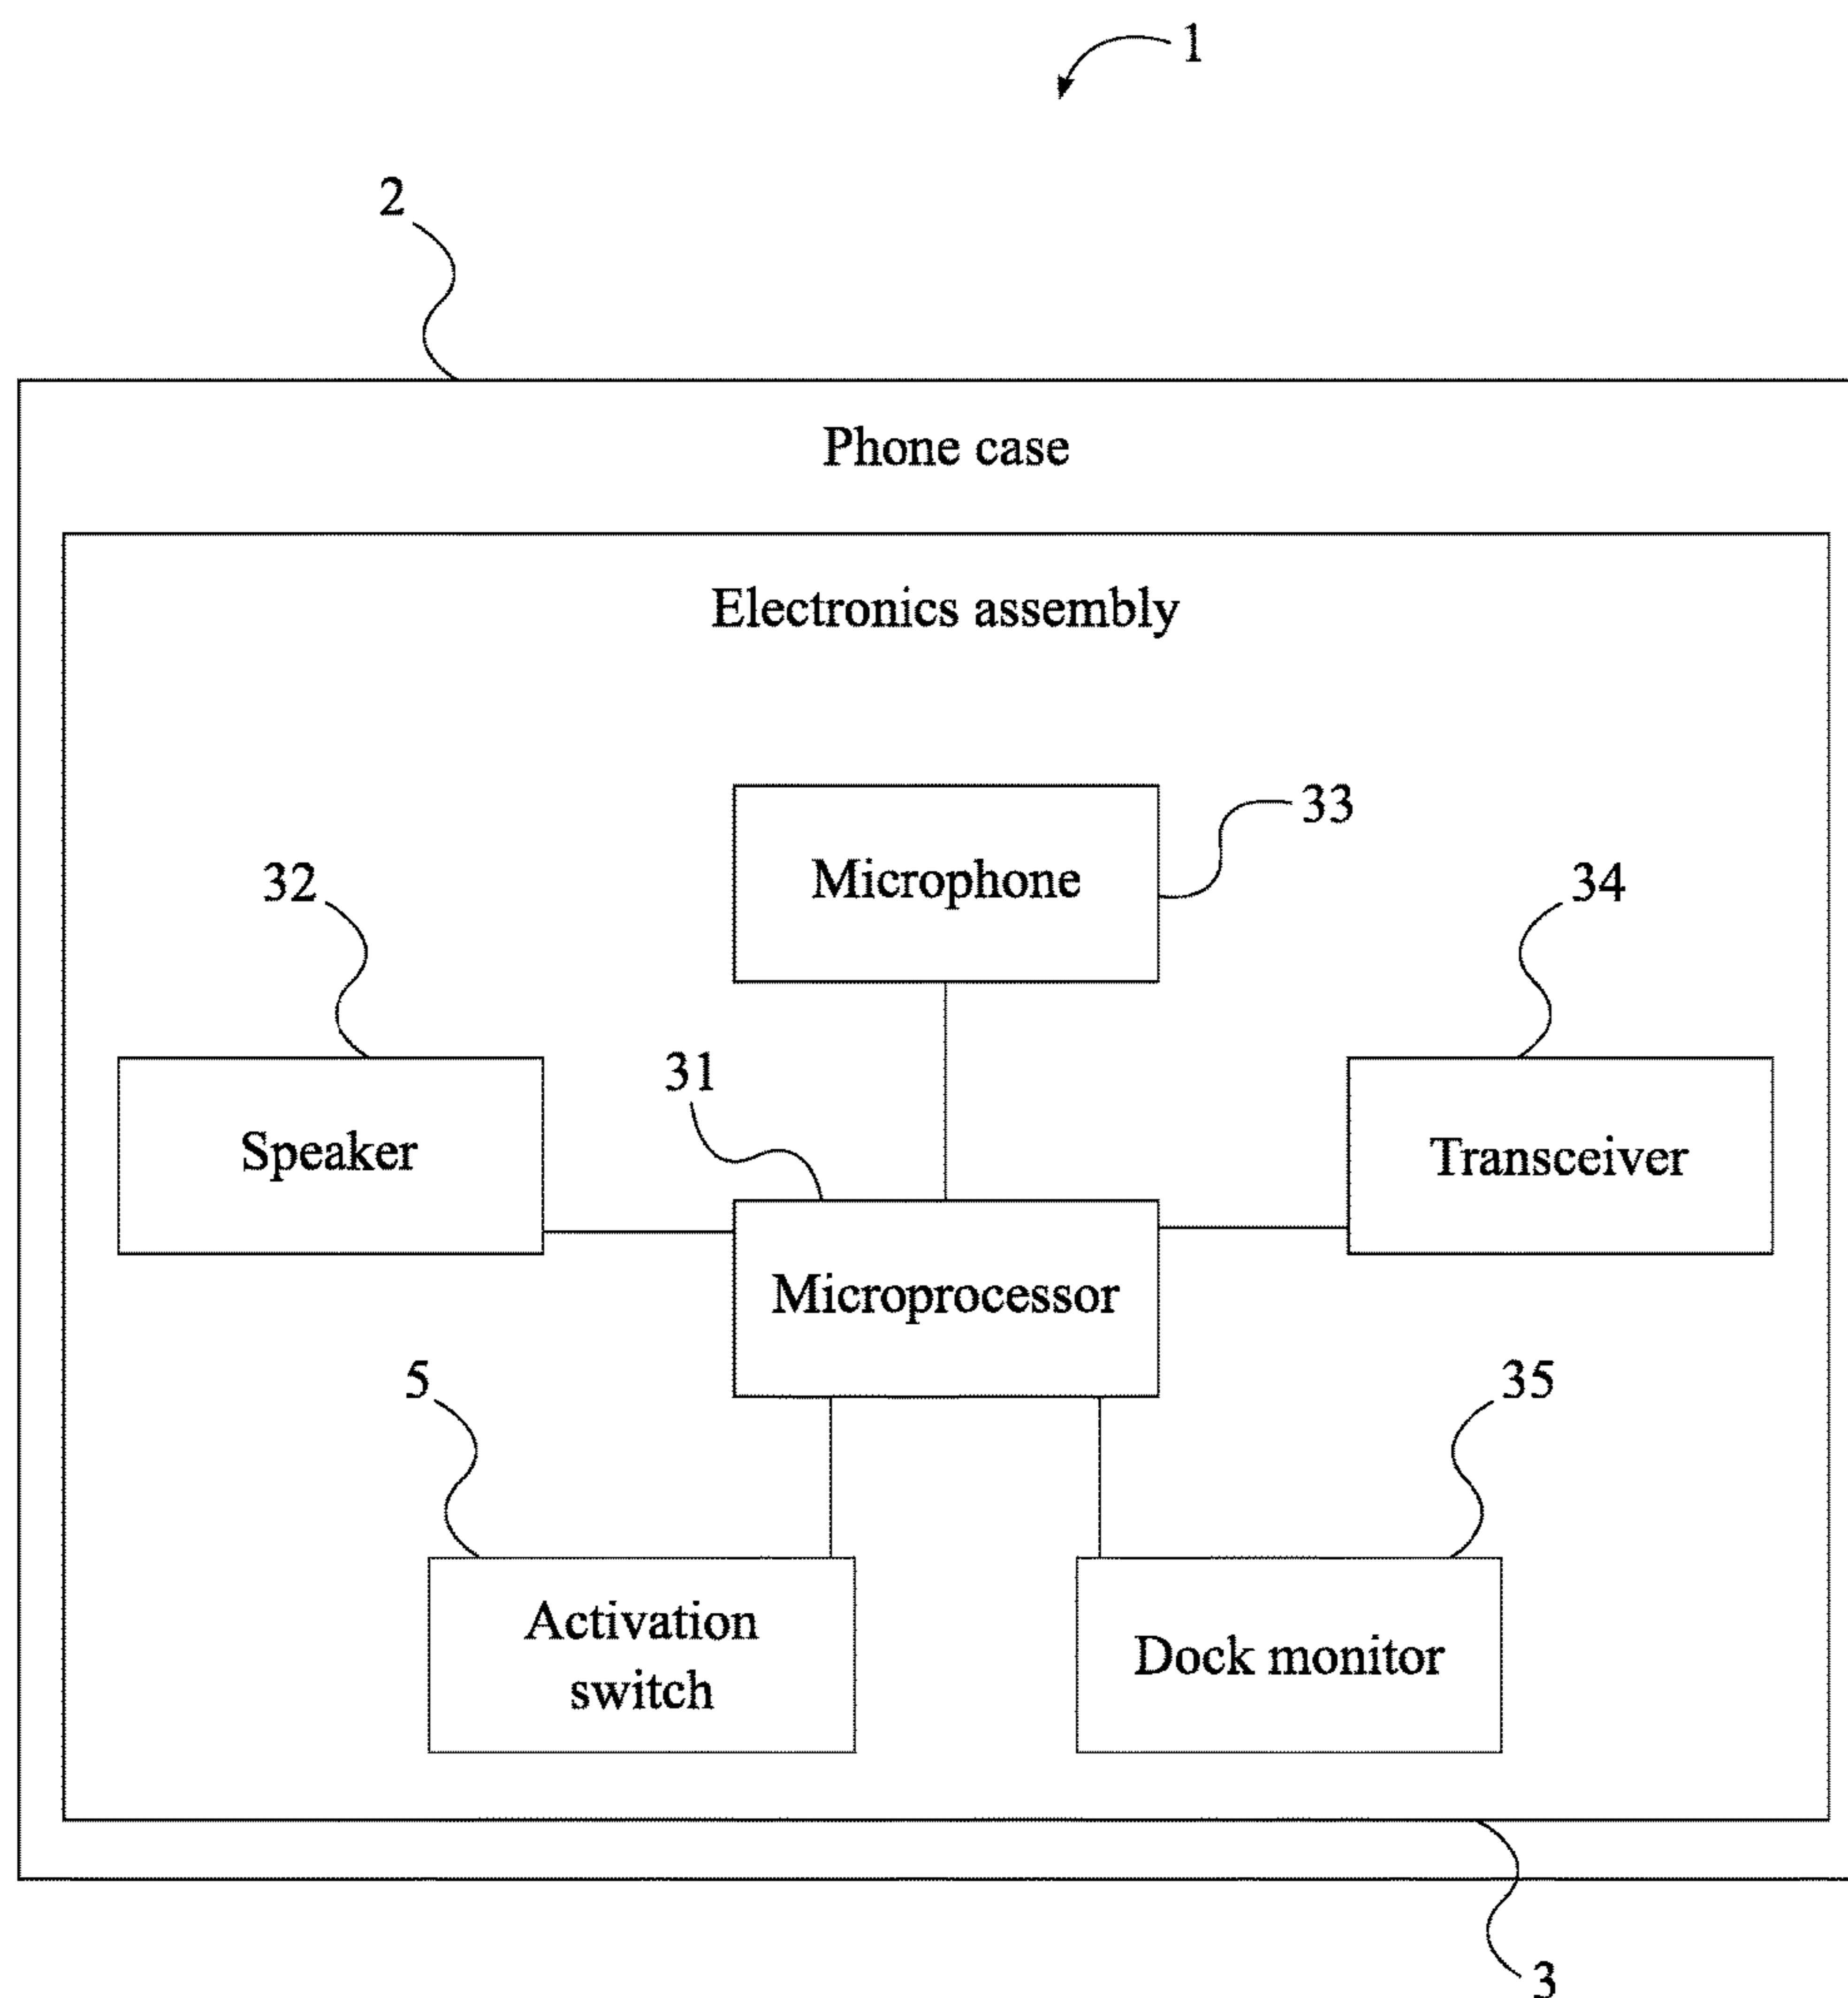 1
2
Phone case
Electronics assembly
33
Microphone
32
34
31
Speaker
Transceiver
Microprocessor
5
35
Activation
switch
Dock monitor
3